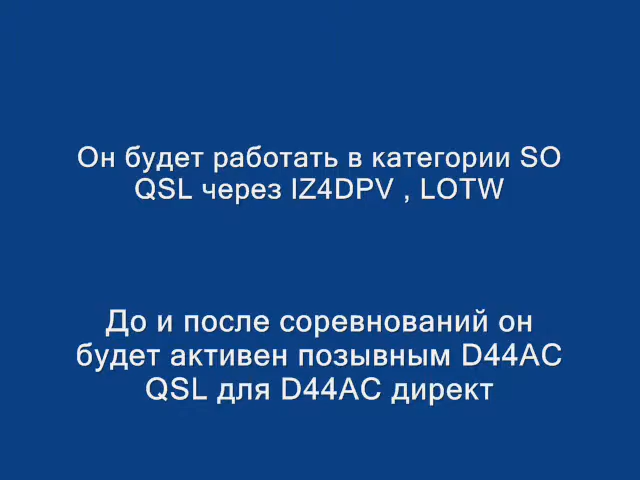 Он будет работать в категории SO
QSL через IZ4DPV , LOTW
До и после соревнований он
будет активен позывным D44AC
QSL для D44AC директ